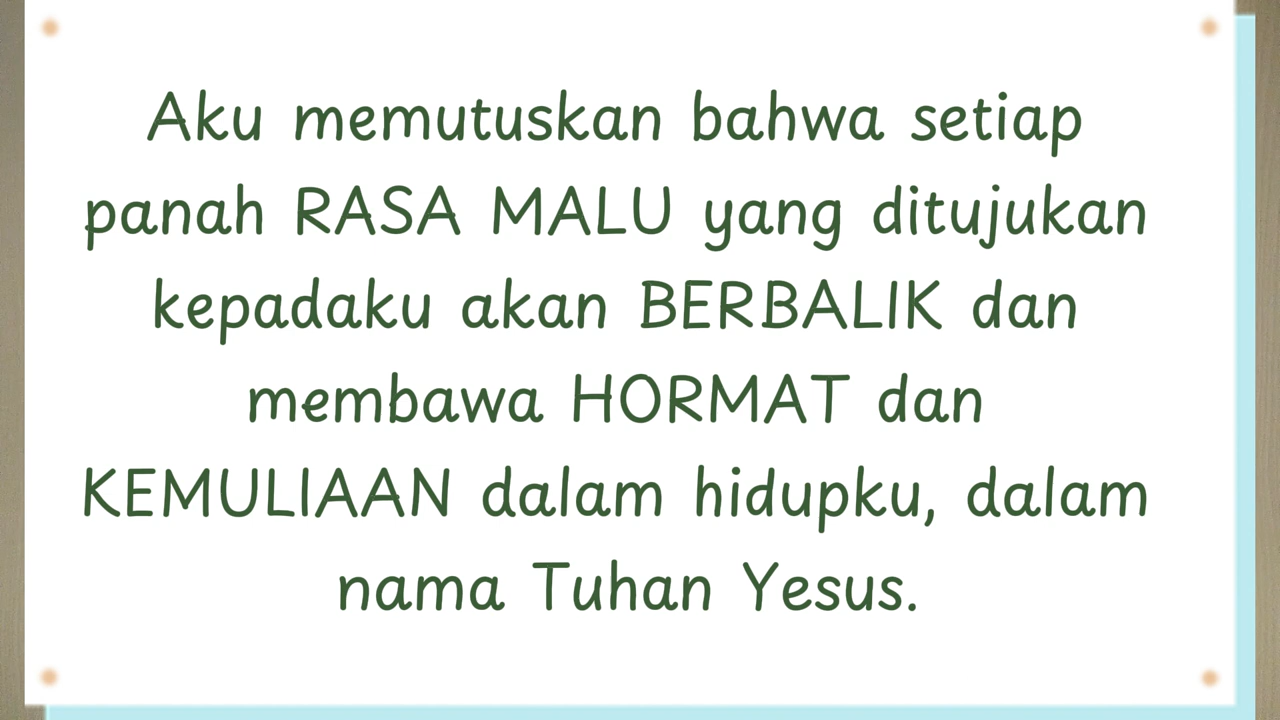 Aku memutuskan bahwa setiap
panah RASA MALU yang ditujukan
kepadaku akan BERBALIK dan
membawa HORMAT dan
KEMULIAAN dalam hidupku, dalam
nama Tuhan Yesus.